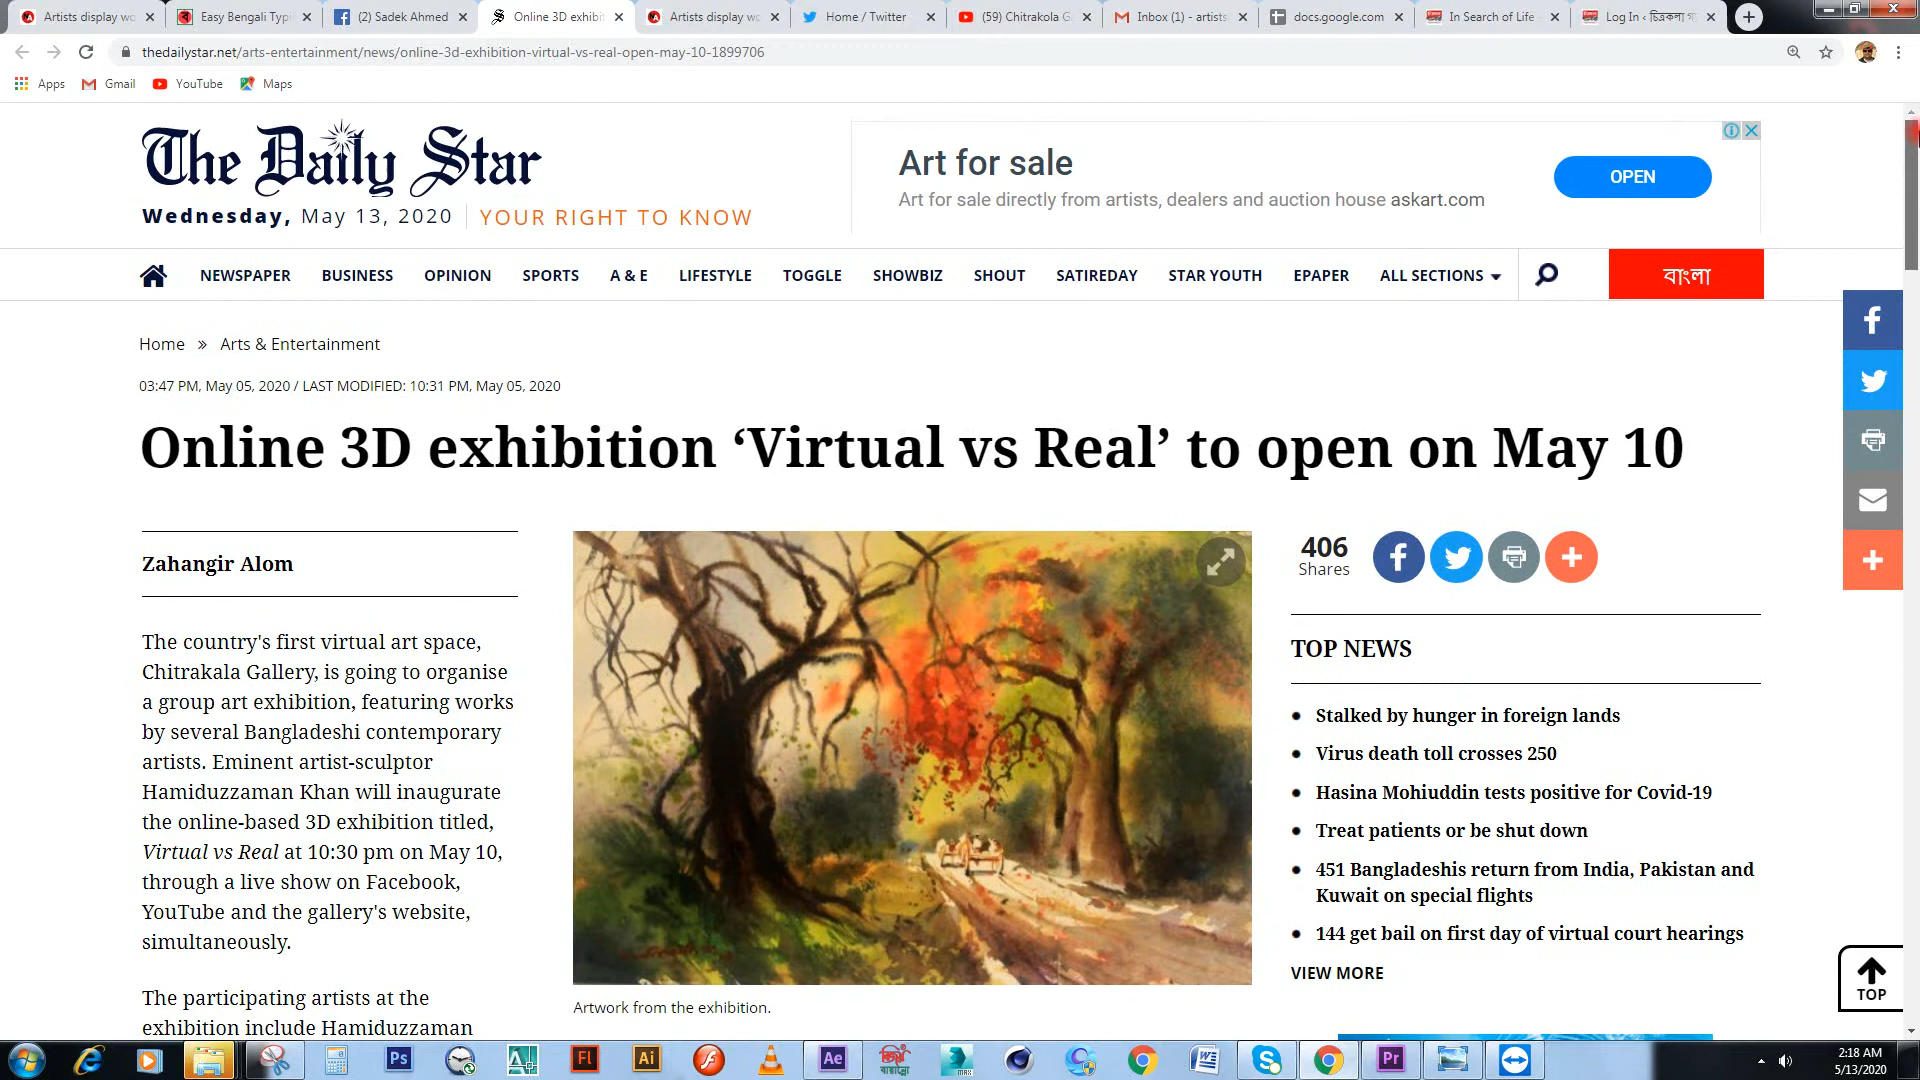 Artists display wo
Easy Bengali Typi
(2) Sadek Ahmed
Online 3D exhibit
Artists display wo
Home / Twitter
(59) Chitrakola G
Inbox (1) - artists
docs.google.com
In Search of Life
Log In ‹ চিত্রকলা গ
thedailystar.net/arts-entertainment/news/online-3d-exhibition-virtual-vs-real-open-may-10-1899706
Apps Gmail YouTube Maps
The Daily Star
Wednesday, May 13, 2020 YOUR RIGHT TO KNOW
Art for sale
Art for sale directly from artists, dealers and auction house askart.com
OPEN
NEWSPAPER BUSINESS OPINION SPORTS A & E LIFESTYLE TOGGLE SHOWBIZ SHOUT SATIREDAY STAR YOUTH EPAPER ALL SECTIONS বাংলা
Home » Arts & Entertainment
03:47 PM, May 05, 2020 / LAST MODIFIED: 10:31 PM, May 05, 2020
Online 3D exhibition ‘Virtual vs Real’ to open on May 10
Zahangir Alom
The country's first virtual art space,
Chitrakala Gallery, is going to organise
a group art exhibition, featuring works
by several Bangladeshi contemporary
artists. Eminent artist-sculptor
Hamiduzzaman Khan will inaugurate
the online-based 3D exhibition titled,
Virtual vs Real at 10:30 pm on May 10,
through a live show on Facebook,
YouTube and the gallery's website,
simultaneously.
The participating artists at the
exhibition include Hamiduzzaman
Artwork from the exhibition.
406
Shares
TOP NEWS
Stalked by hunger in foreign lands
Virus death toll crosses 250
Hasina Mohiuddin tests positive for Covid-19
Treat patients or be shut down
451 Bangladeshis return from India, Pakistan and
Kuwait on special flights
144 get bail on first day of virtual court hearings
VIEW MORE
TOP
Ps
Fl
Ai
Ae
MAX
Pr
2:18 AM
5/13/2020